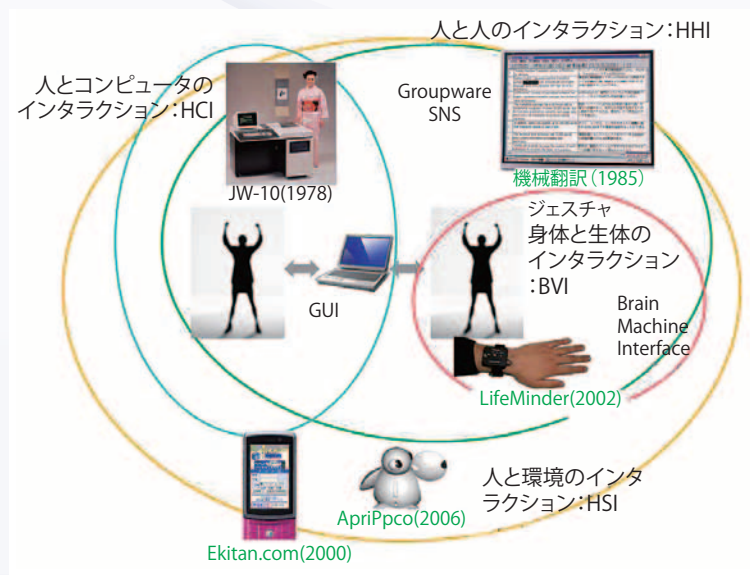 人と人のインタラクション：HHI
人とコンピュータの
インタラクション：HCI
Groupware
SNS
JW-10(1978)
機械翻訳（1985）
ジェスチャ
身体と生体の
インタラクション
：BVI
GUI
Brain
Machine
Interface
LifeMinder(2002)
人と環境のインタ
ラクション：HSI
ApriPpco(2006)
Ekitan.com(2000)